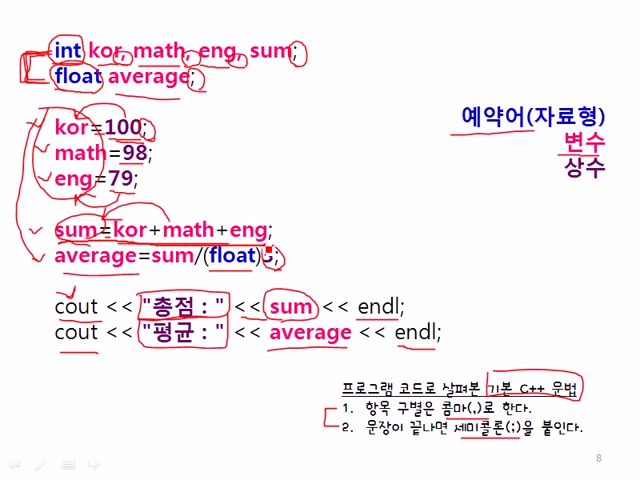 int kor, math, eng, sum;
float average;
kor=100;
math=98;
eng=79;
sum=kor+math+eng;
average=sum/(float)3;
cout << "총점 : " << sum << endl;
cout << "평균 : " << average << endl;
예약어(자료형)
변수
상수
프로그램 코드로 살펴본 기본 C++ 문법
1. 항목 구별은 콤마(,)로 한다.
2. 문장이 끝나면 세미콜론(;)을 붙인다.
8